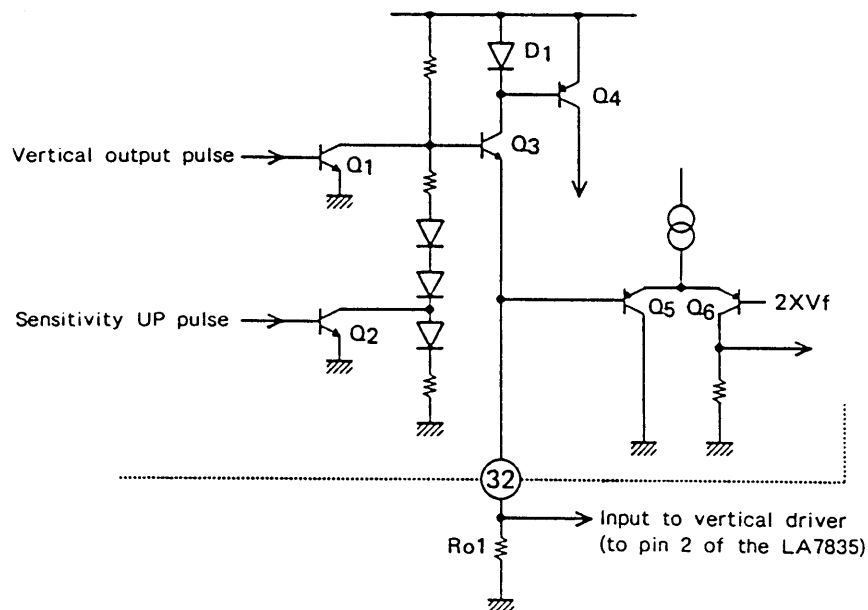 D1
Q4
Vertical output pulse
Q1
Q3
Sensitivity UP pulse
Q2
Q5
Q6
2XVf
32
Input to vertical driver
(to pin 2 of the LA7835)
Ro1